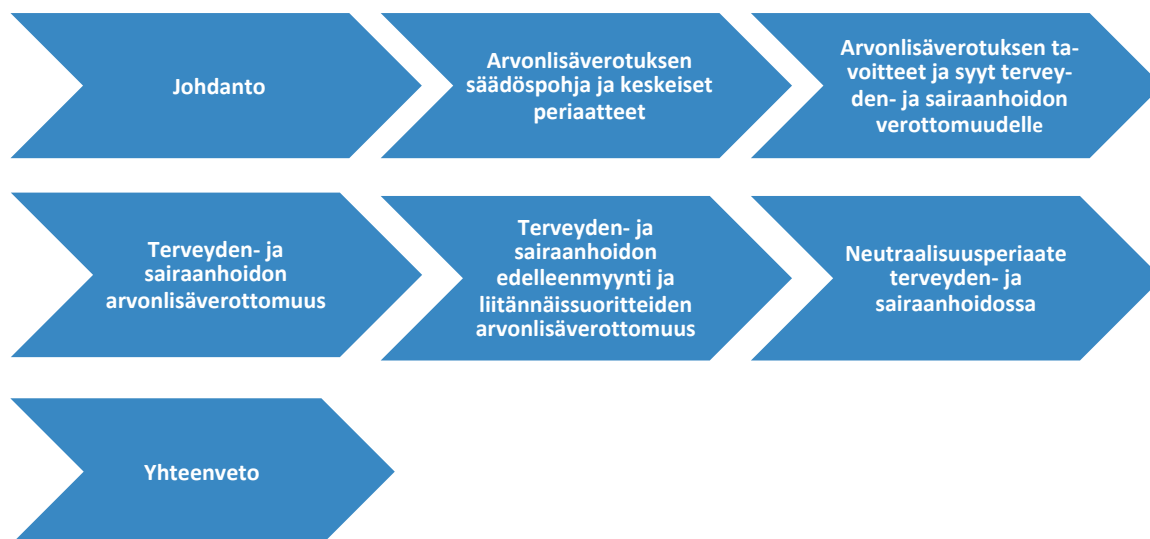 Johdanto
Arvonlisäverotuksen
säädöspohja ja keskeiset
periaatteet
Arvonlisäverotuksen ta-
voitteet ja syyt tervey-
den- ja sairaanhoidon
verottomuudelle
Terveyden- ja
sairaanhoidon
arvonlisäverottomuus
Terveyden- ja
sairaanhoidon
edelleenmyynti ja
liitännäissuoritteiden
arvonlisäverottomuus
Neutraalisuusperiaate
terveyden- ja
sairaanhoidossa
Yhteenveto